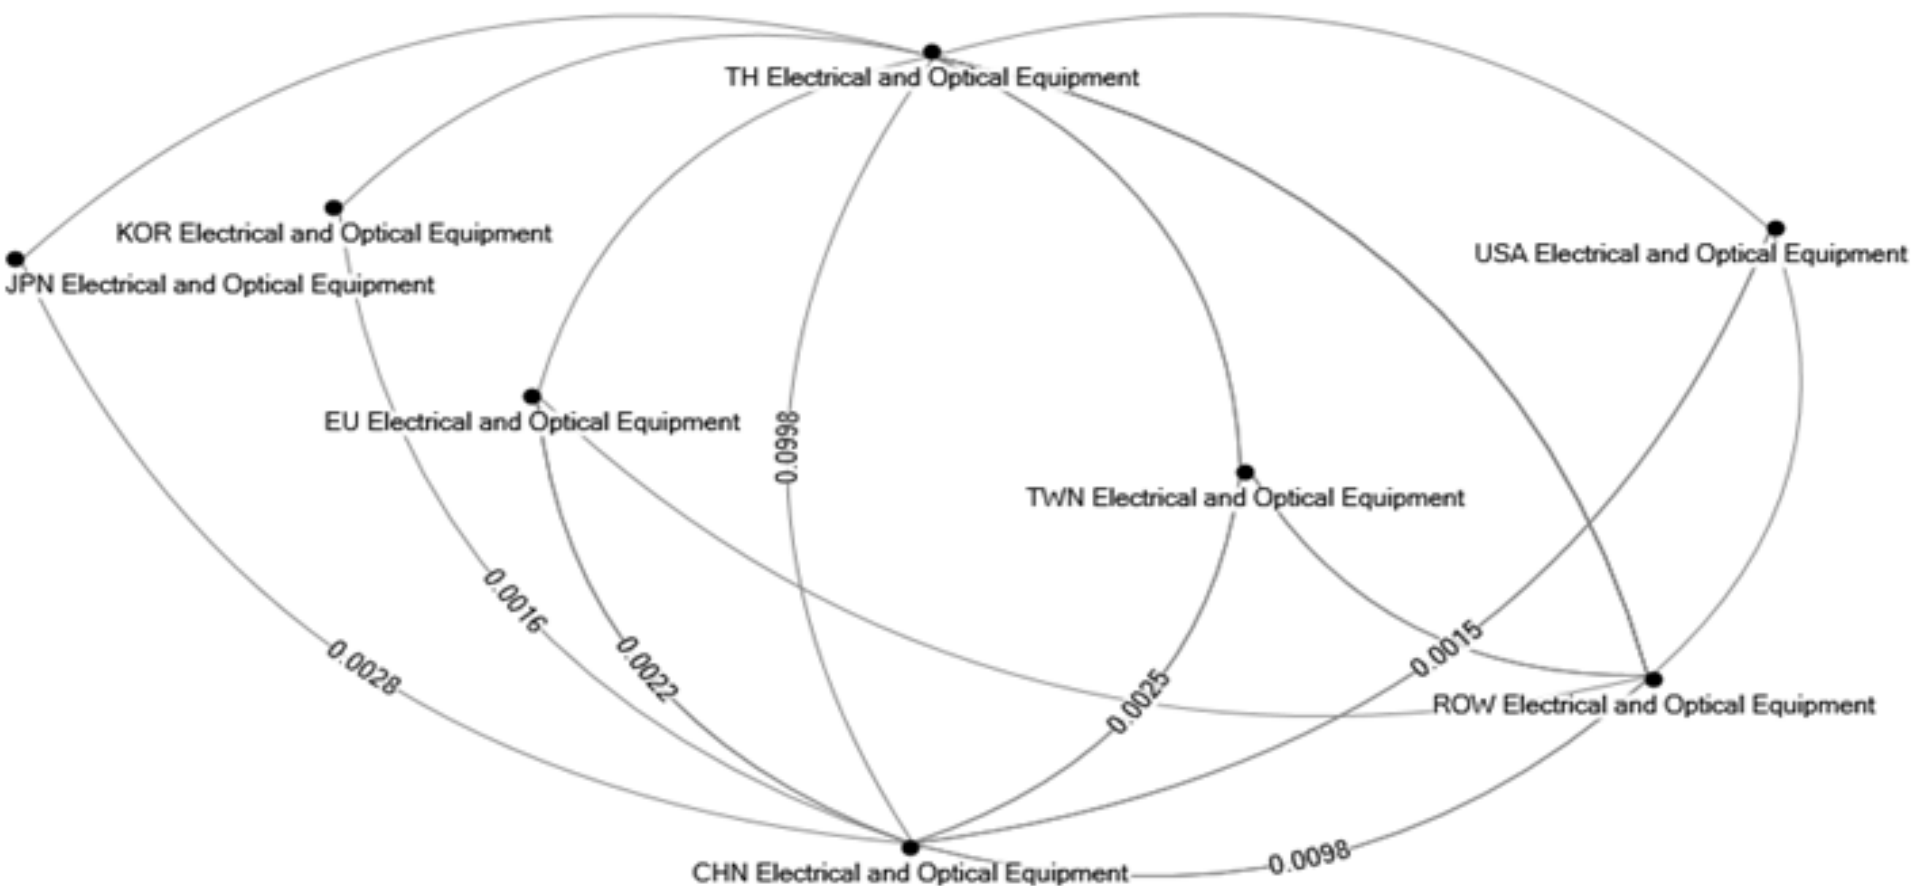 TH Electrical and Optical Equipment
KOR Electrical and Optical Equipment
USA Electrical and Optical Equipment
JPN Electrical and Optical Equipment
EU Electrical and Optical Equipment
0.0998
TWN Electrical and Optical Equipment
0.0016
0.0028
0.0022
0.0015
0.0025
ROW Electrical and Optical Equipment
0.0098
CHN Electrical and Optical Equipment